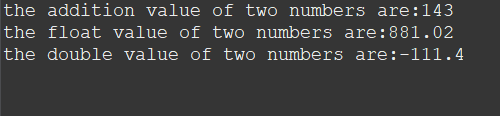 the addition value of two numbers are:143
the float value of two numbers are:881.02
the double value of two numbers are:-111.4